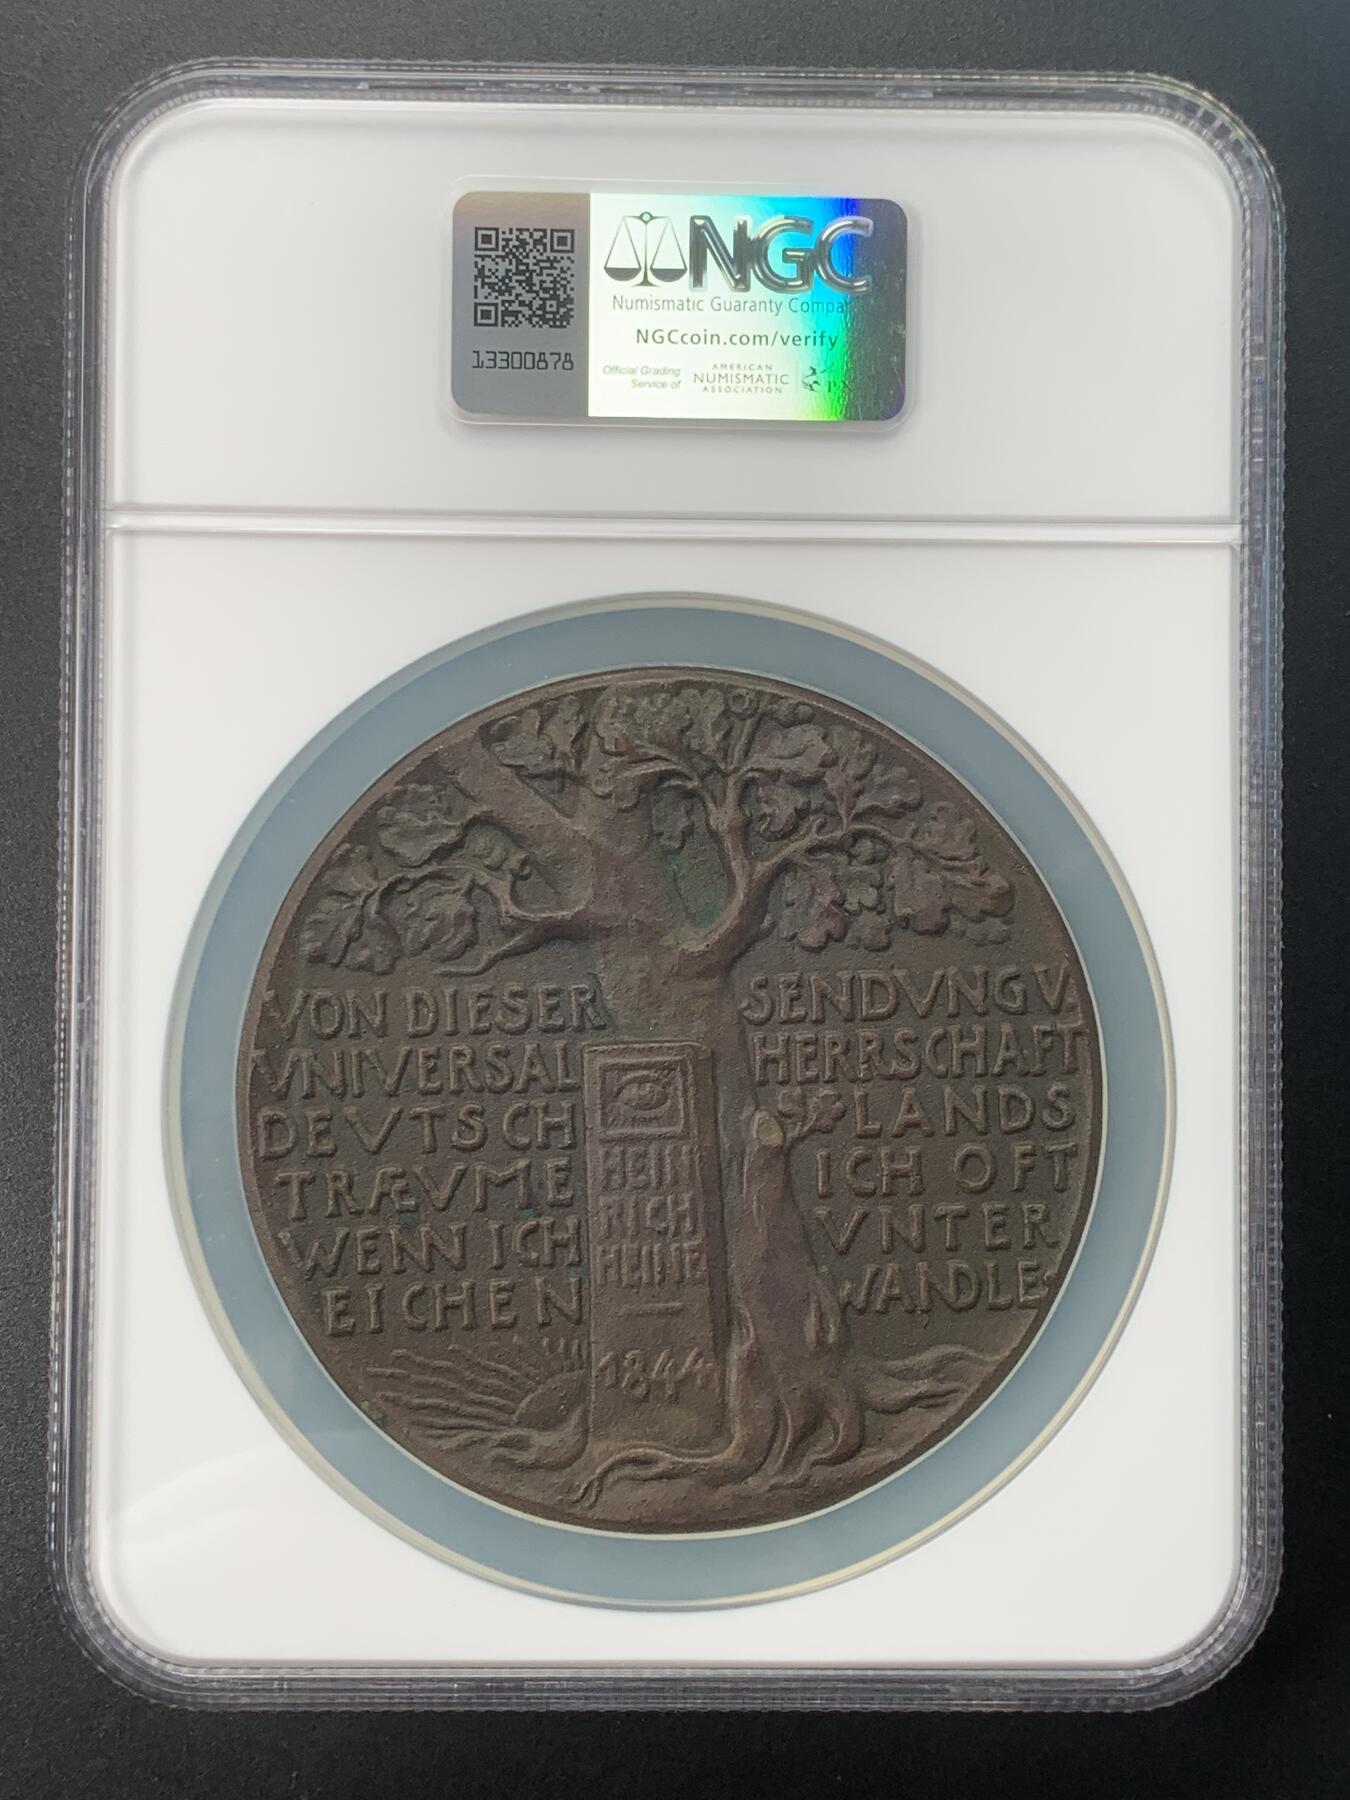 NGC
Numismatic Guaranty Compa
NGCcoin.com/verify
13300878
Official Grading
Service of
AMERICAN
NUMISMATIC
ASSOCIATION
VON DIESER SENDVNG V.
VNIVERSAL HERRSCHAFT
DEVTSCH LANDS
TRÆVME ICH OFT
WENN ICH VNTER
EICHEN WANDLE
HEIN
RICH
HEINE
1844